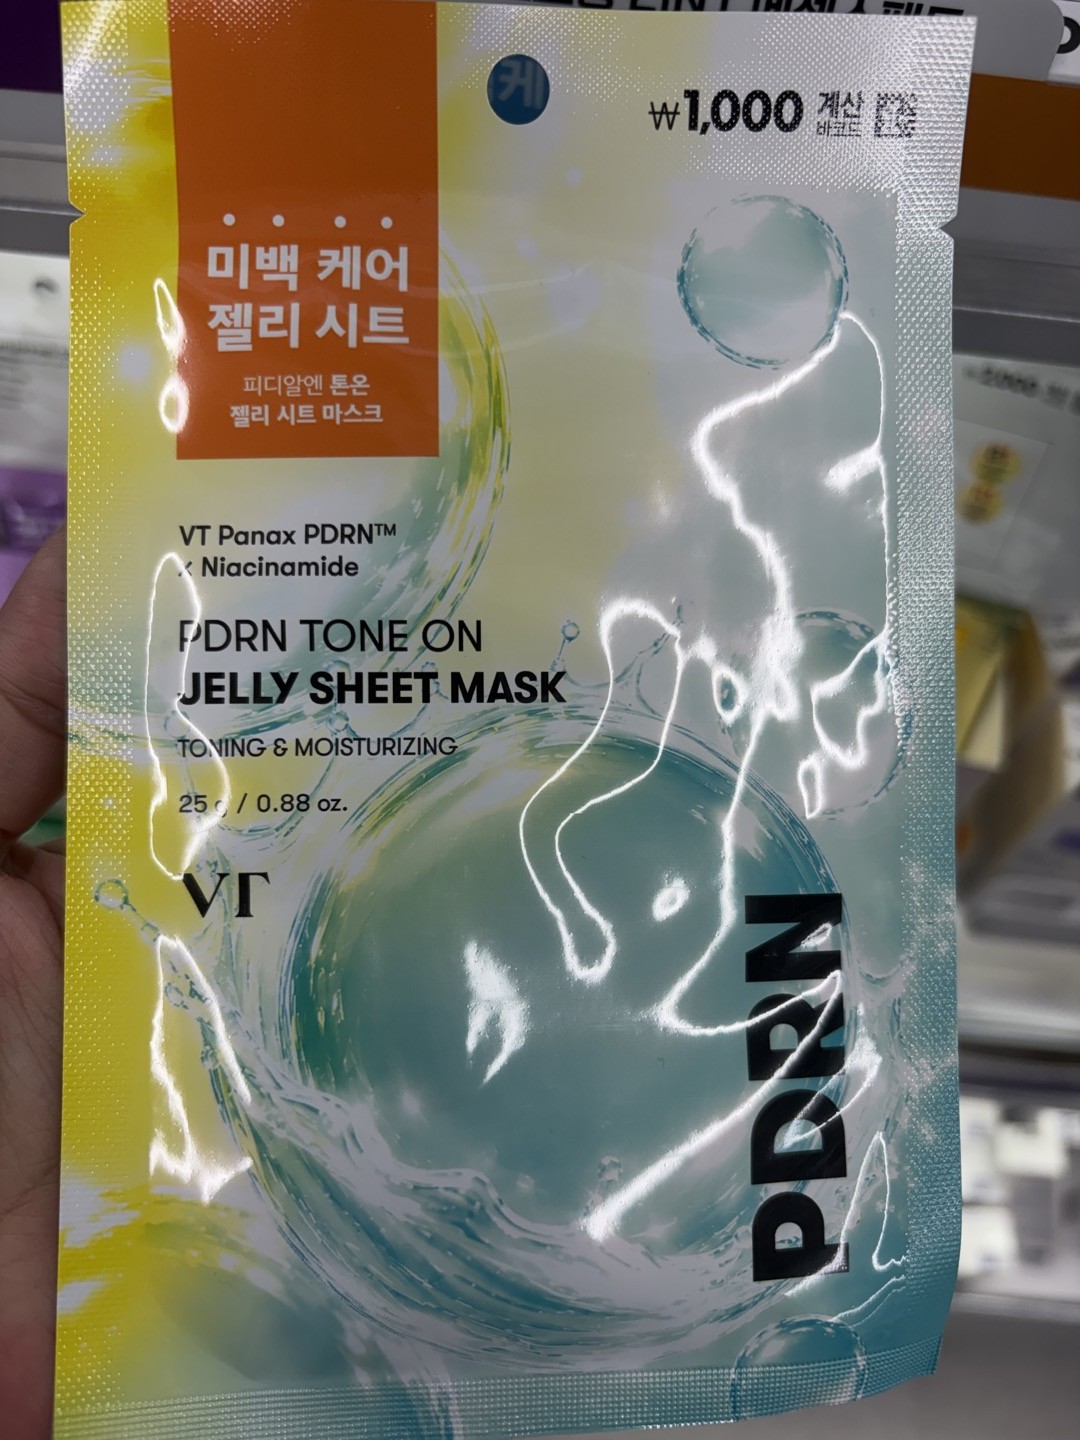 케
₩1,000 계산
바코드
미백 케어
젤리 시트
피디알엔 톤온
젤리 시트 마스크
VT Panax PDRN™
x Niacinamide
PDRN TONE ON
JELLY SHEET MASK
TONING & MOISTURIZING
25 g / 0.88 oz.
VT
PDRN